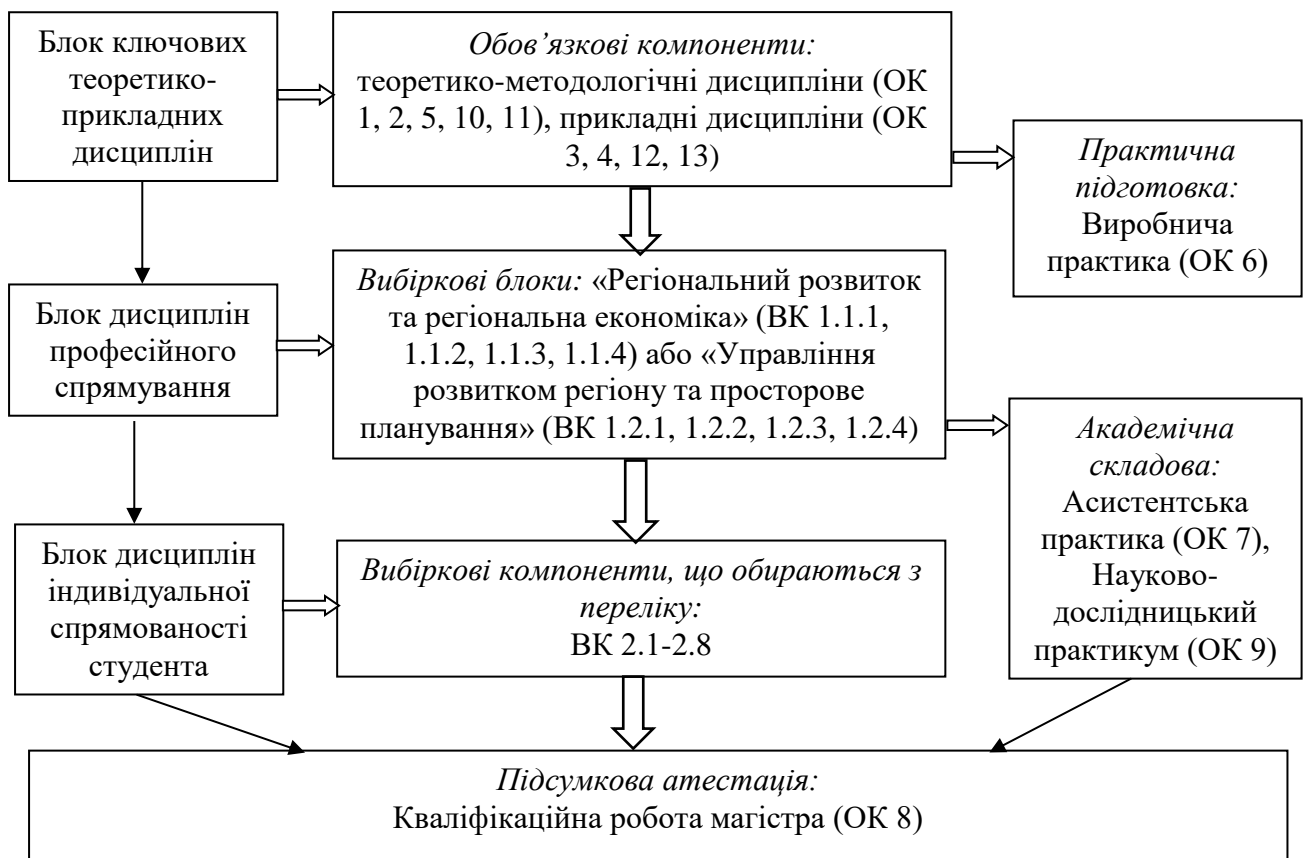 Блок ключових
теоретико-
прикладних
дисциплін
Обов’язкові компоненти:
теоретико-методологічні дисципліни (ОК
1, 2, 5, 10, 11), прикладні дисципліни (ОК
3, 4, 12, 13)
Практична
підготовка:
Виробнича
практика (ОК 6)
Блок дисциплін
професійного
спрямування
Вибіркові блоки: «Регіональний розвиток
та регіональна економіка» (ВК 1.1.1,
1.1.2, 1.1.3, 1.1.4) або «Управління
розвитком регіону та просторове
планування» (ВК 1.2.1, 1.2.2, 1.2.3, 1.2.4)
Академічна
складова:
Асистентська
практика (ОК 7),
Науково-
дослідницький
практикум (ОК 9)
Блок дисциплін
індивідуальної
спрямованості
студента
Вибіркові компоненти, що обираються з
переліку:
ВК 2.1-2.8
Підсумкова атестація:
Кваліфікаційна робота магістра (ОК 8)